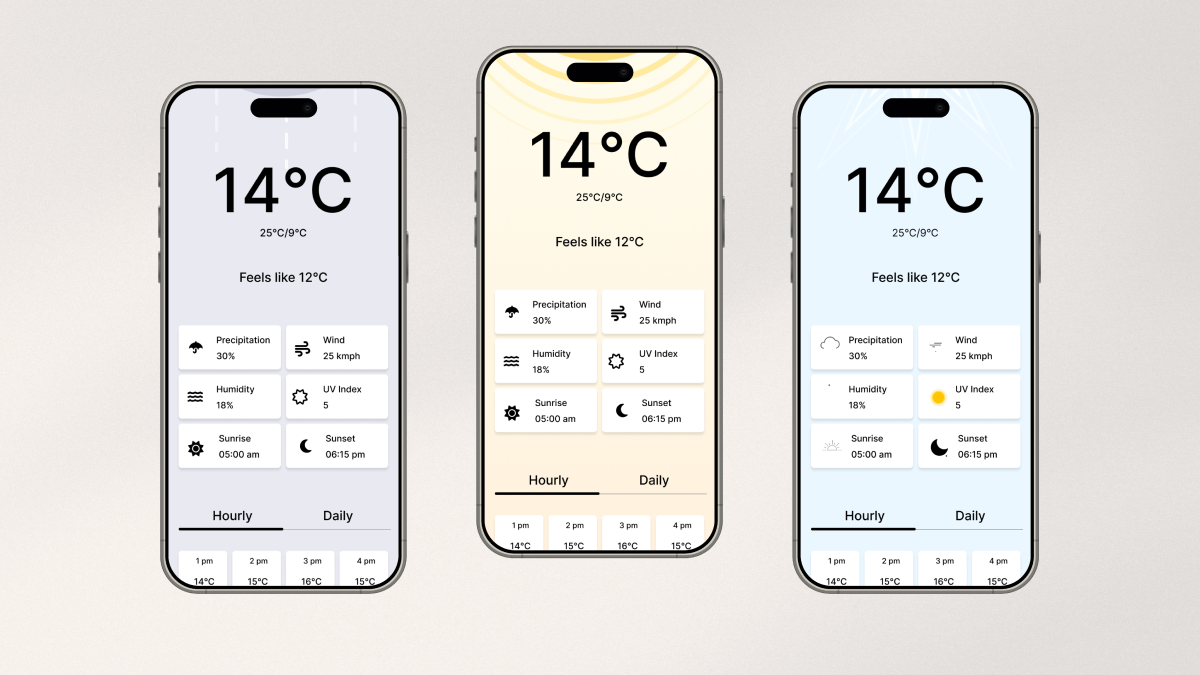 14°C
25°C/9°C
Feels like 12°C
Precipitation
30%
Wind
25 kmph
Humidity
18%
UV Index
5
Sunrise
05:00 am
Sunset
06:15 pm
Hourly
Daily
1 pm
2 pm
3 pm
4 pm
14°C
15°C
16°C
15°C
14°C
25°C/9°C
Feels like 12°C
Precipitation
30%
Wind
25 kmph
Humidity
18%
UV Index
5
Sunrise
05:00 am
Sunset
06:15 pm
Hourly
Daily
1 pm
2 pm
3 pm
4 pm
14°C
15°C
16°C
15°C
14°C
25°C/9°C
Feels like 12°C
Precipitation
30%
Wind
25 kmph
Humidity
18%
UV Index
5
Sunrise
05:00 am
Sunset
06:15 pm
Hourly
Daily
1 pm
2 pm
3 pm
4 pm
14°C
15°C
16°C
15°C